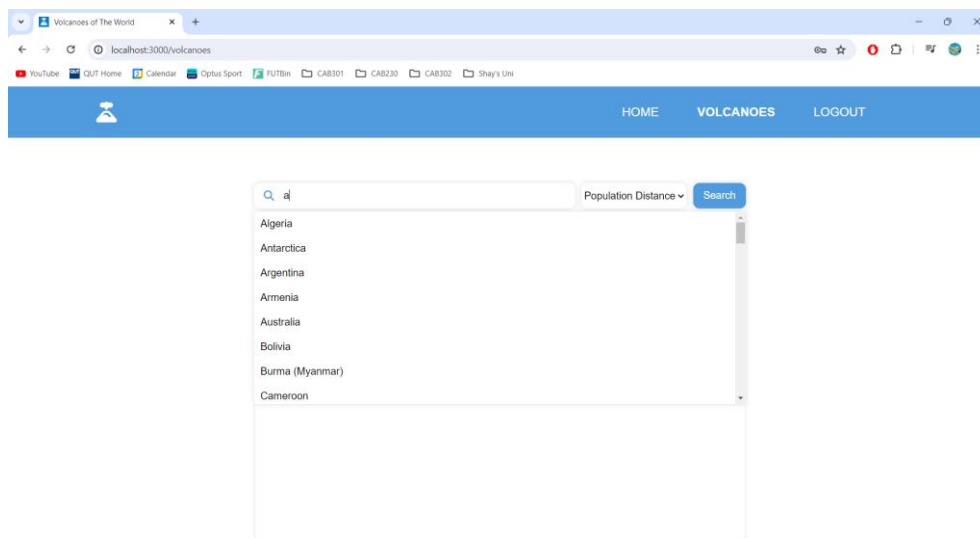 Volcanoes of The World
localhost:3000/volcanoes
YouTube QUT Home Calendar Optus Sport FUTBin CAB301 CAB230 CAB302 Shay's Uni
HOME VOLCANOES LOGOUT
a Population Distance Search
Algeria
Antarctica
Argentina
Armenia
Australia
Bolivia
Burma (Myanmar)
Cameroon